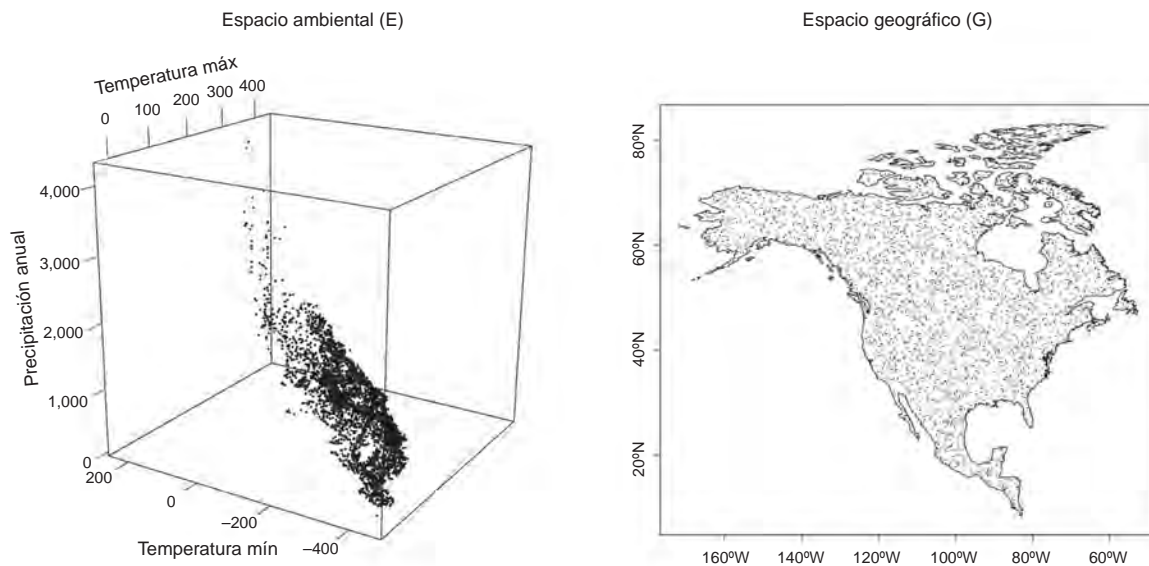 Espacio ambiental (E)
Temperatura máx
0 100 200 300 400
Precipitación anual
4,000
3,000
2,000
1,000
0
200
0
−200
−400
Temperatura mín
Espacio geográfico (G)
80ºN
60ºN
40ºN
20ºN
160ºW 140ºW 120ºW 100ºW 80ºW 60ºW